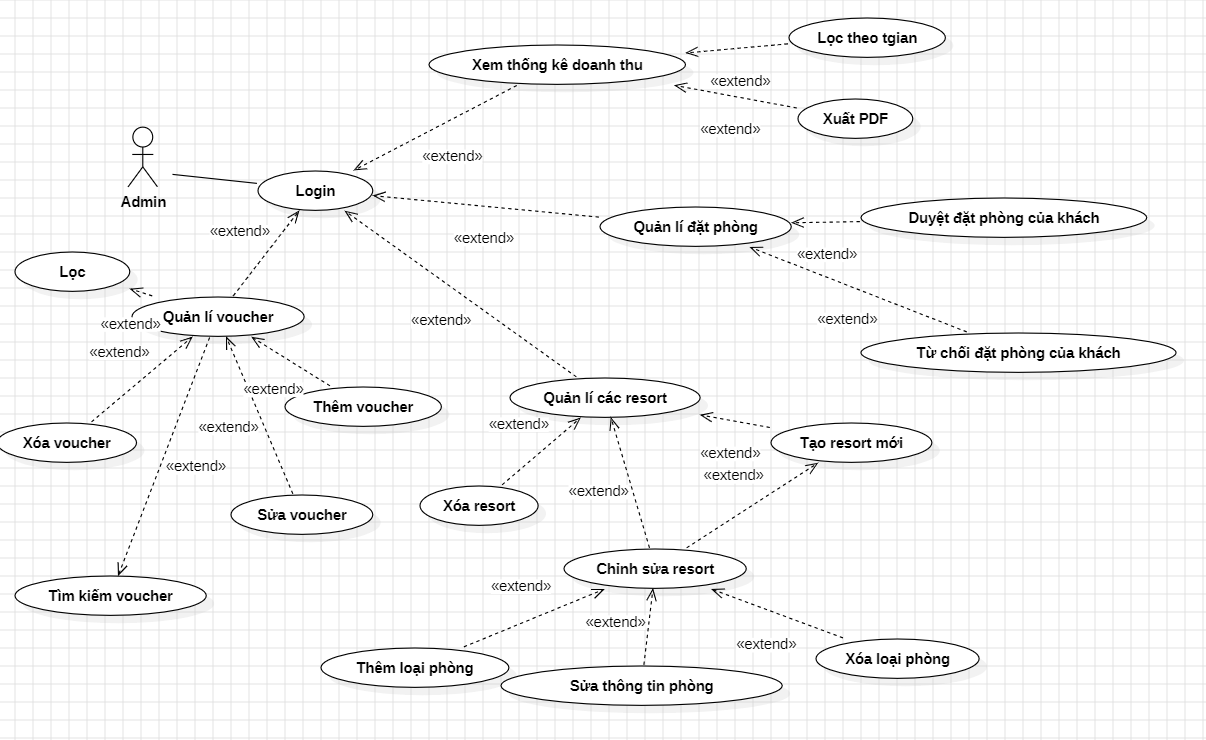 Lọc theo tgian
Xem thống kê doanh thu
«extend»
Xuất PDF
«extend»
«extend»
Admin
Login
«extend»
«extend»
Quản lí đặt phòng
Duyệt đặt phòng của khách
«extend»
Lọc
«extend»
Quản lí voucher
«extend»
«extend»
«extend»
Từ chối đặt phòng của khách
«extend»
Thêm voucher
Quản lí các resort
«extend»
«extend»
Xóa voucher
Tạo resort mới
«extend»
«extend»
«extend»
«extend»
Xóa resort
Sửa voucher
Chỉnh sửa resort
«extend»
Tìm kiếm voucher
«extend»
«extend»
Thêm loại phòng
Xóa loại phòng
Sửa thông tin phòng